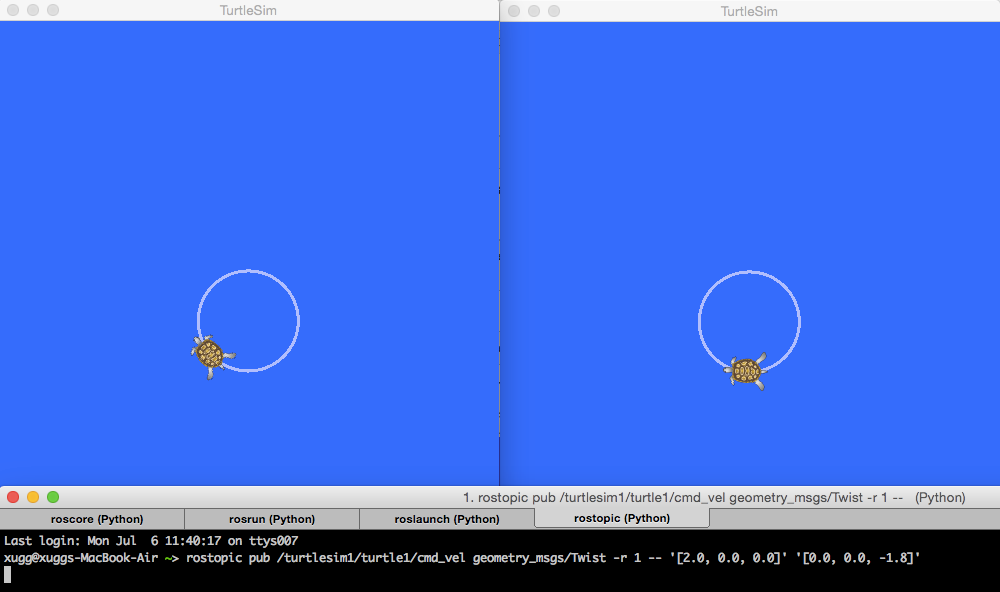 TurtleSim
TurtleSim
1. rostopic pub /turtlesim1/turtle1/cmd_vel geometry_msgs/Twist -r 1 -- (Python)
roscore (Python)
rosrun (Python)
roslaunch (Python)
rostopic (Python)
Last login: Mon Jul  6 11:40:17 on ttys007
xugg@xuggs-MacBook-Air ~> rostopic pub /turtlesim1/turtle1/cmd_vel geometry_msgs/Twist -r 1 -- '[2.0, 0.0, 0.0]' '[0.0, 0.0, -1.8]'